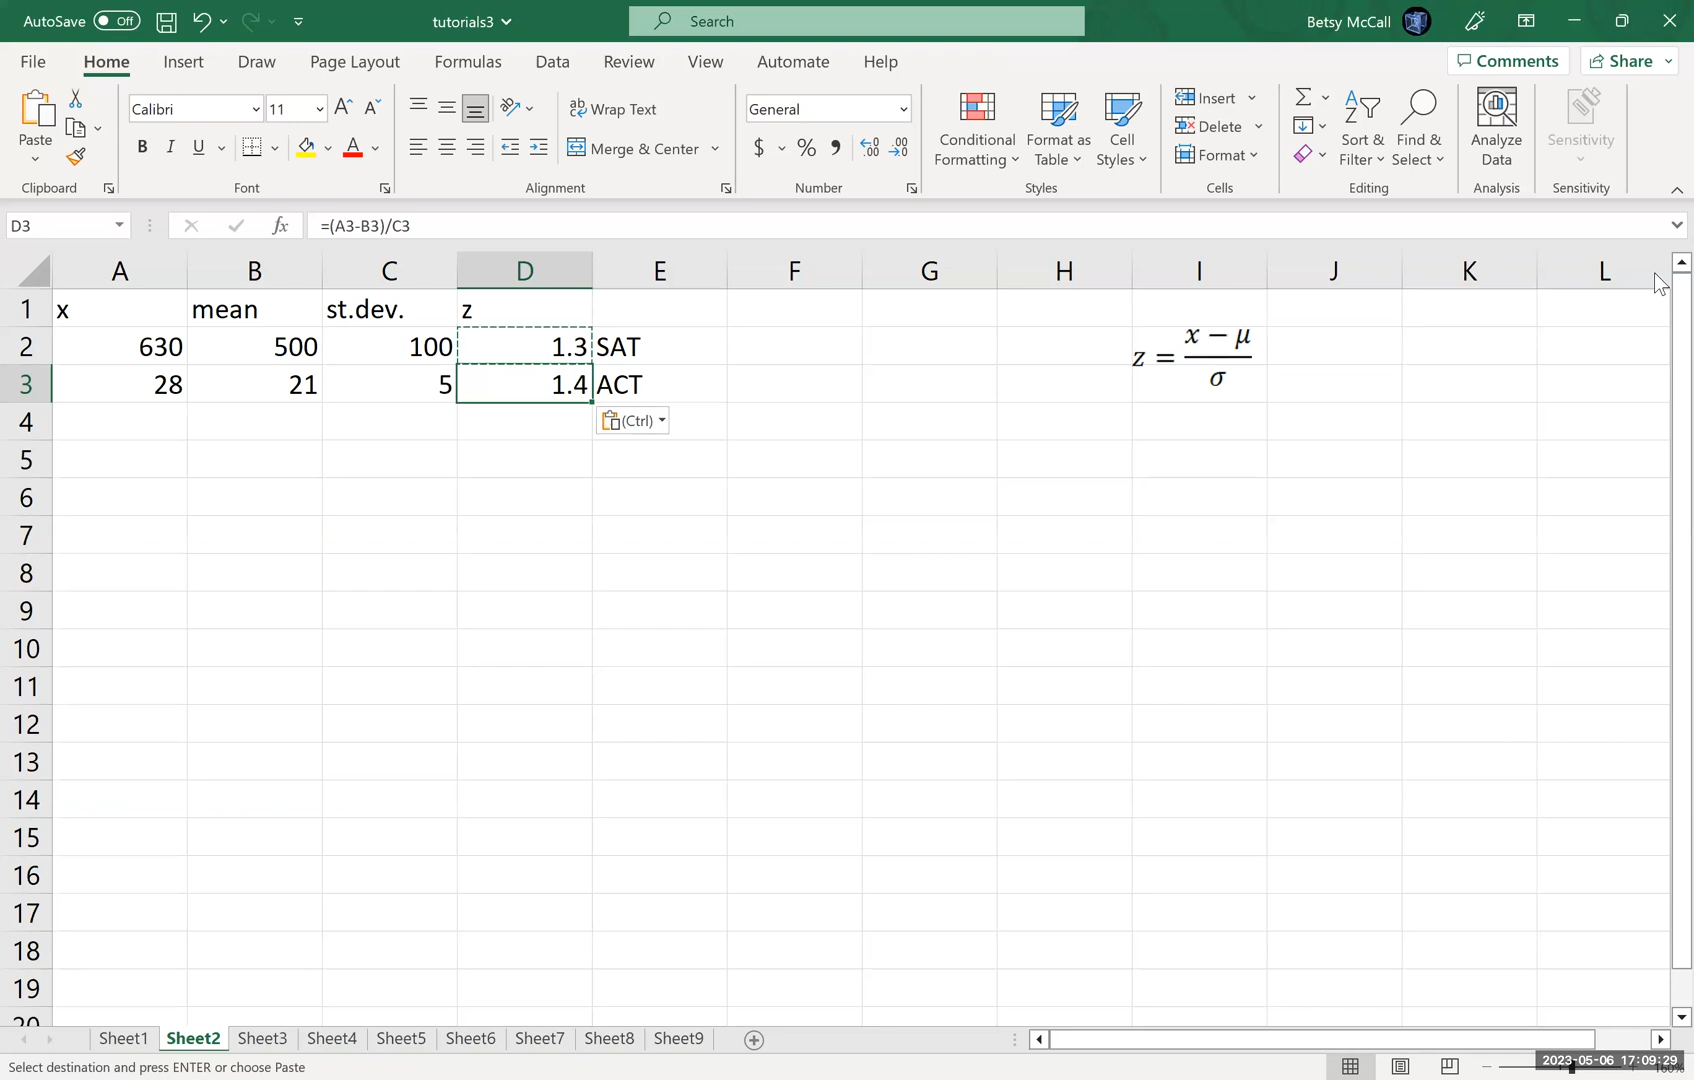 AutoSave Off tutorials3 Search Betsy McCall
File Home Insert Draw Page Layout Formulas Data Review View Automate Help Comments Share
Paste
Clipboard
Calibri 11
B I U A
Font
Wrap Text
Merge & Center
Alignment
General
$ % 9 .00
Number
Conditional Formatting
Format as Table
Cell Styles
Styles
Insert
Delete
Format
Cells
Sort & Filter
Find & Select
Editing
Analyze Data
Analysis
Sensitivity
Sensitivity
D3 fx =(A3-B3)/C3
A B C D E F G H I J K L
1 x mean st.dev. z
2 630 500 100 1.3 SAT
3 28 21 5 1.4 ACT
z = x − μ / σ
(Ctrl)
4
5
6
7
8
9
10
11
12
13
14
15
16
17
18
19
20
Sheet1 Sheet2 Sheet3 Sheet4 Sheet5 Sheet6 Sheet7 Sheet8 Sheet9
Select destination and press ENTER or choose Paste
2023-05-06 17:09:29
160%